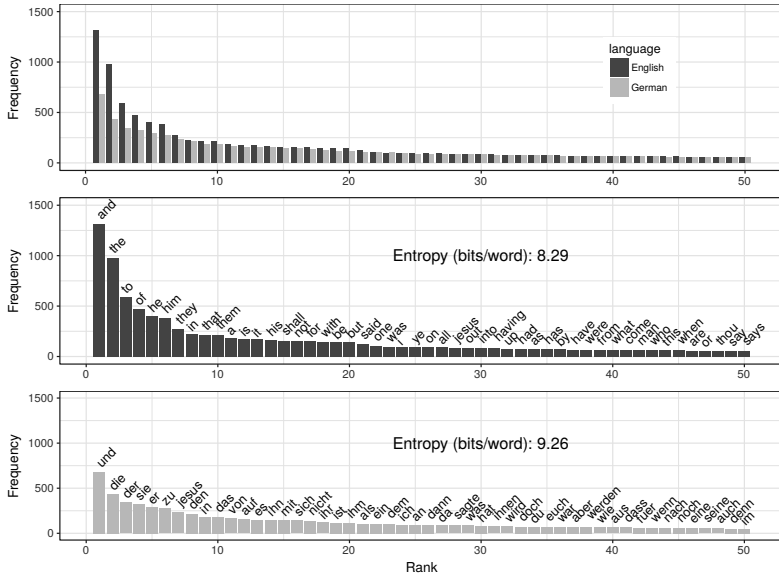 1500
1000
500
0
Frequency
language
English
German
0 10 20 30 40 50
1500
1000
500
0
Frequency
Entropy (bits/word): 8.29
and the to of he him they in that them a is it his shall not for with be but said one was i ye on all jesus out into having up had as has by have were from what come man who this when are or thou say says
0 10 20 30 40 50
1500
1000
500
0
Frequency
Entropy (bits/word): 9.26
und die der sie er zu jesus den in das von auf es ihn mit sich nicht ihr ist ihm als ein dem ich an dann da sagte was hat ihnen wird doch du euch war aber werden wie aus dass fuer wenn nach noch eine seine auch denn im
0 10 20 30 40 50
Rank